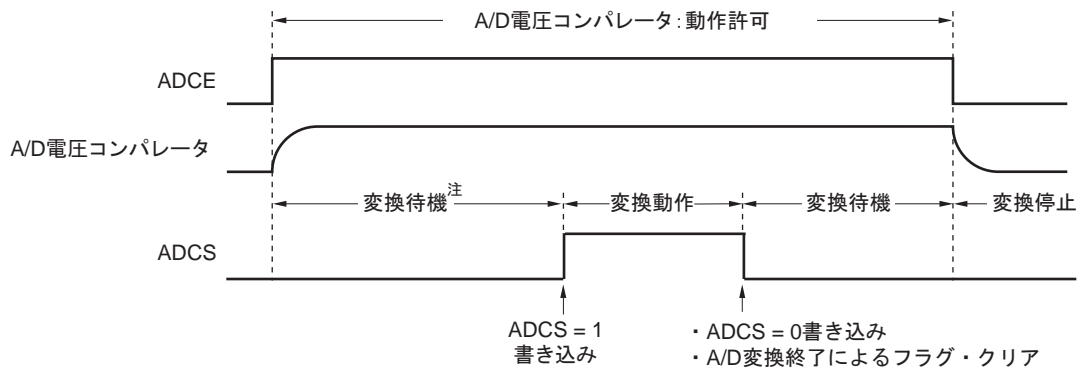 A/D電圧コンパレータ：動作許可
ADCE
A/D電圧コンパレータ
変換待機注
変換動作
変換待機
変換停止
ADCS
ADCS = 1
書き込み
・ADCS = 0書き込み
・A/D変換終了によるフラグ・クリア